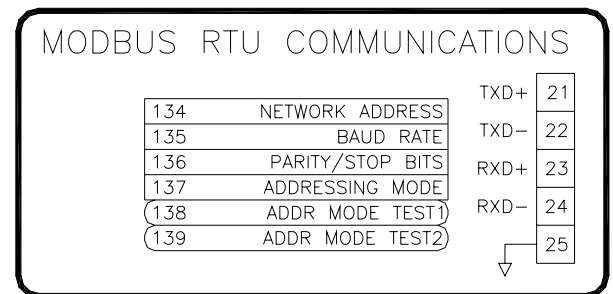 MODBUS RTU COMMUNICATIONS
134 NETWORK ADDRESS
135 BAUD RATE
136 PARITY/STOP BITS
137 ADDRESSING MODE
138 ADDR MODE TEST1
139 ADDR MODE TEST2
TXD+ 21
TXD- 22
RXD+ 23
RXD- 24
25